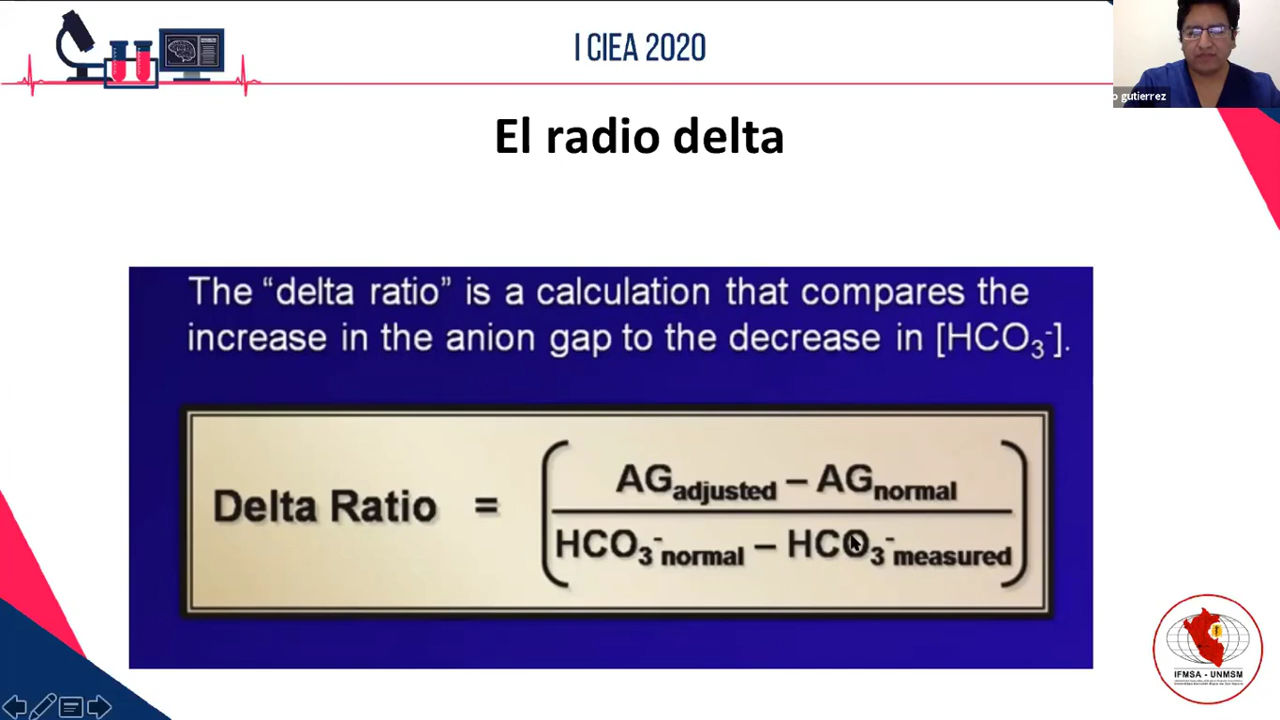 I CIEA 2020
o gutierrez
El radio delta
The “delta ratio” is a calculation that compares the
increase in the anion gap to the decrease in [HCO₃⁻].
Delta Ratio = ( AGadjusted – AGnormal
HCO₃⁻normal – HCO₃⁻measured )
IFMSA - UNMSM